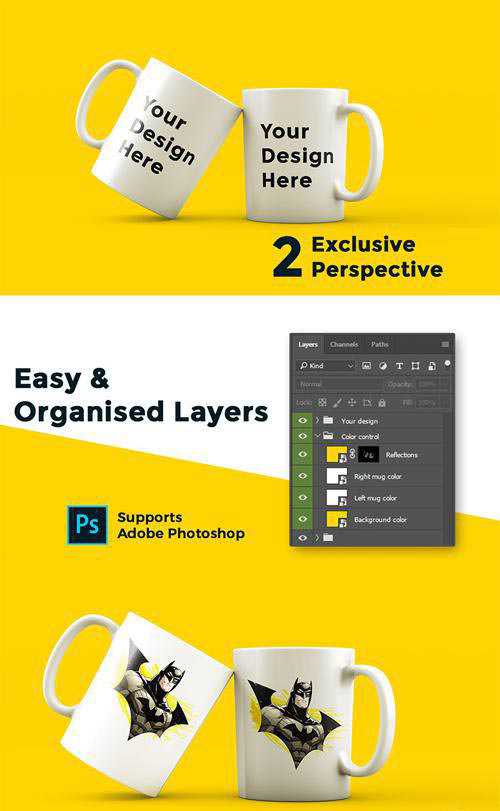 Your
Design
Here
Your
Design
Here
2 Exclusive
Perspective
Easy &
Organised Layers
Layers Channels Paths
Kind
Normal Opacity: 100%
Lock: Fill: 100%
Your design
Color control
Reflections
Right mug color
Left mug color
Background color
Ps Supports
Adobe Photoshop